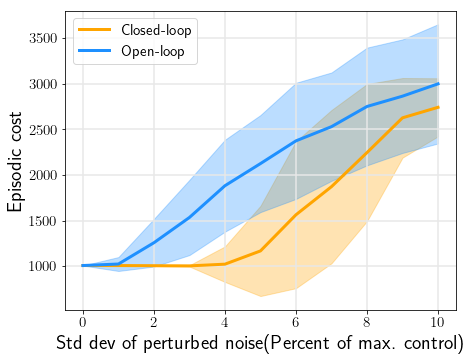 Closed-loop
Open-loop
Episodic cost
3500
3000
2500
2000
1500
1000
0 2 4 6 8 10
Std dev of perturbed noise(Percent of max. control)